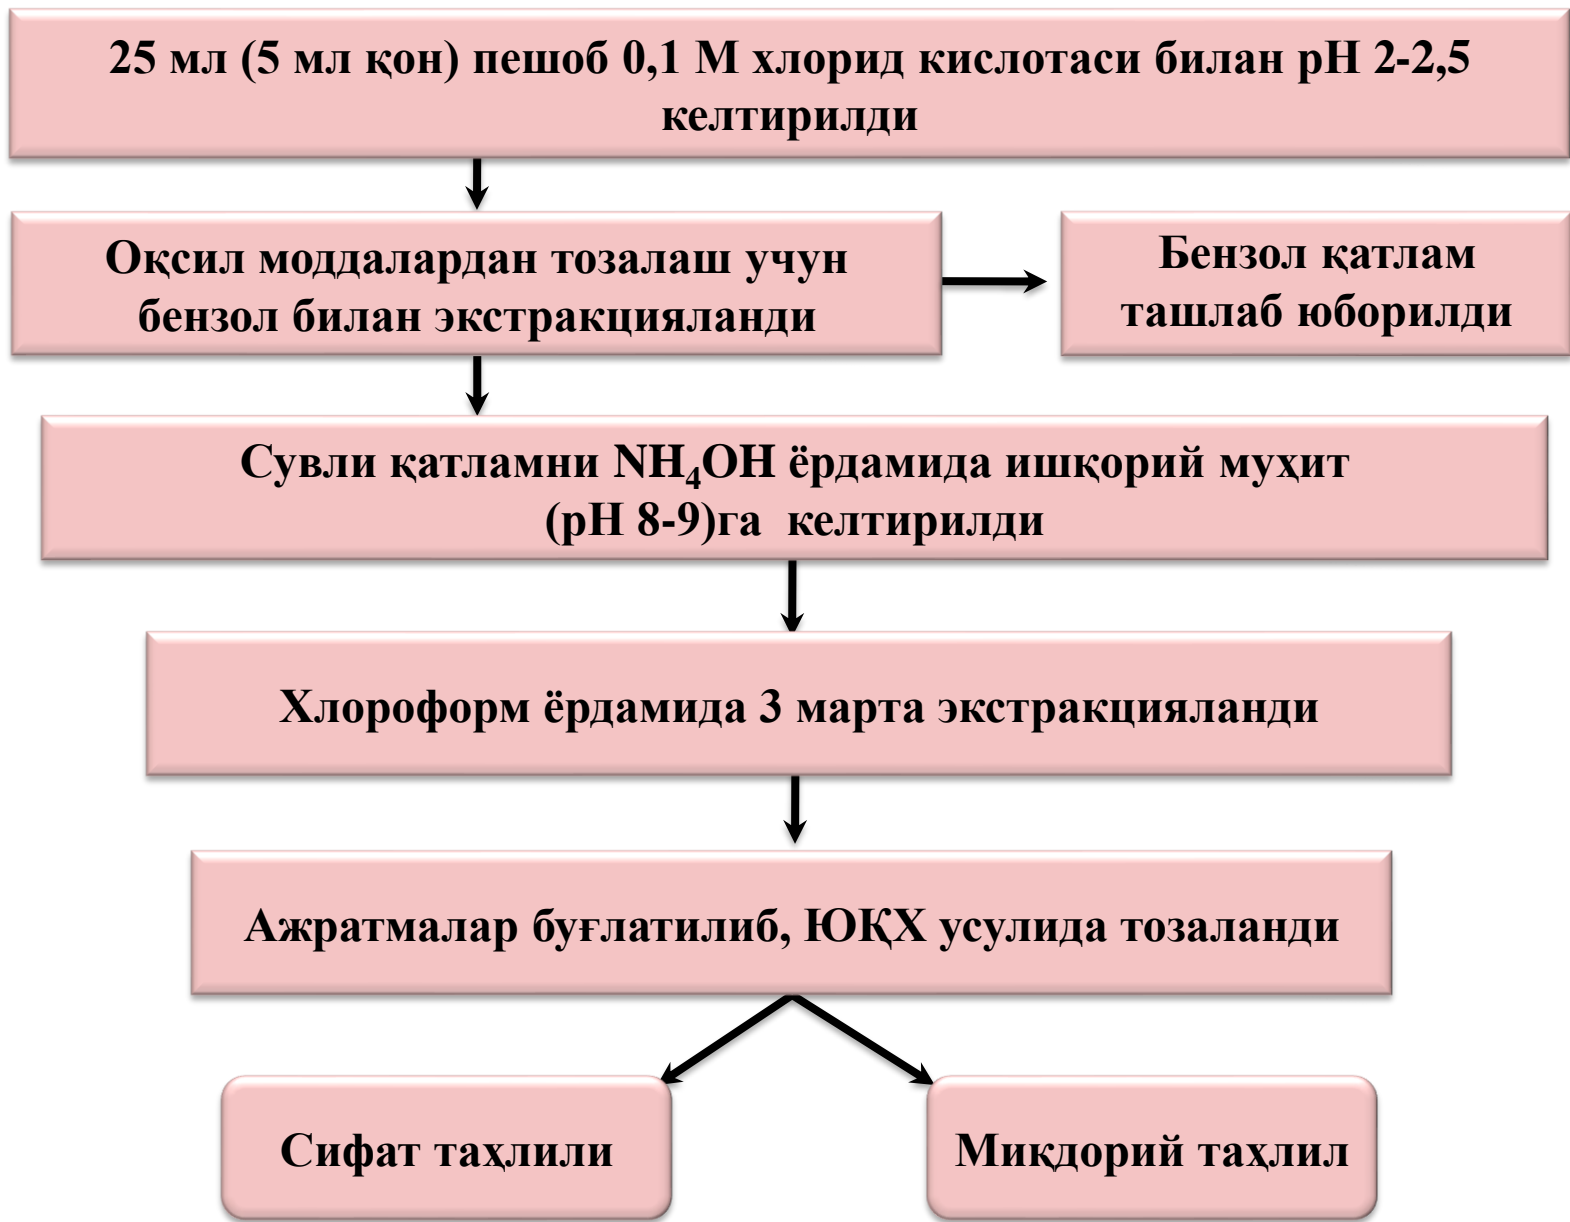 25 мл (5 мл қон) пешоб 0,1 М хлорид кислотаси билан рН 2-2,5
келтирилди
Оқсил моддалардан тозалаш учун
бензол билан экстракцияланди
Бензол қатлам
ташлаб юборилди
Сувли қатламни NH₄OH ёрдамида ишқорий муҳит
(рН 8-9)га келтирилди
Хлороформ ёрдамида 3 марта экстракцияланди
Ажратмалар буғлатилиб, ЮҚХ усулида тозаланди
Сифат таҳлили
Миқдорий таҳлил